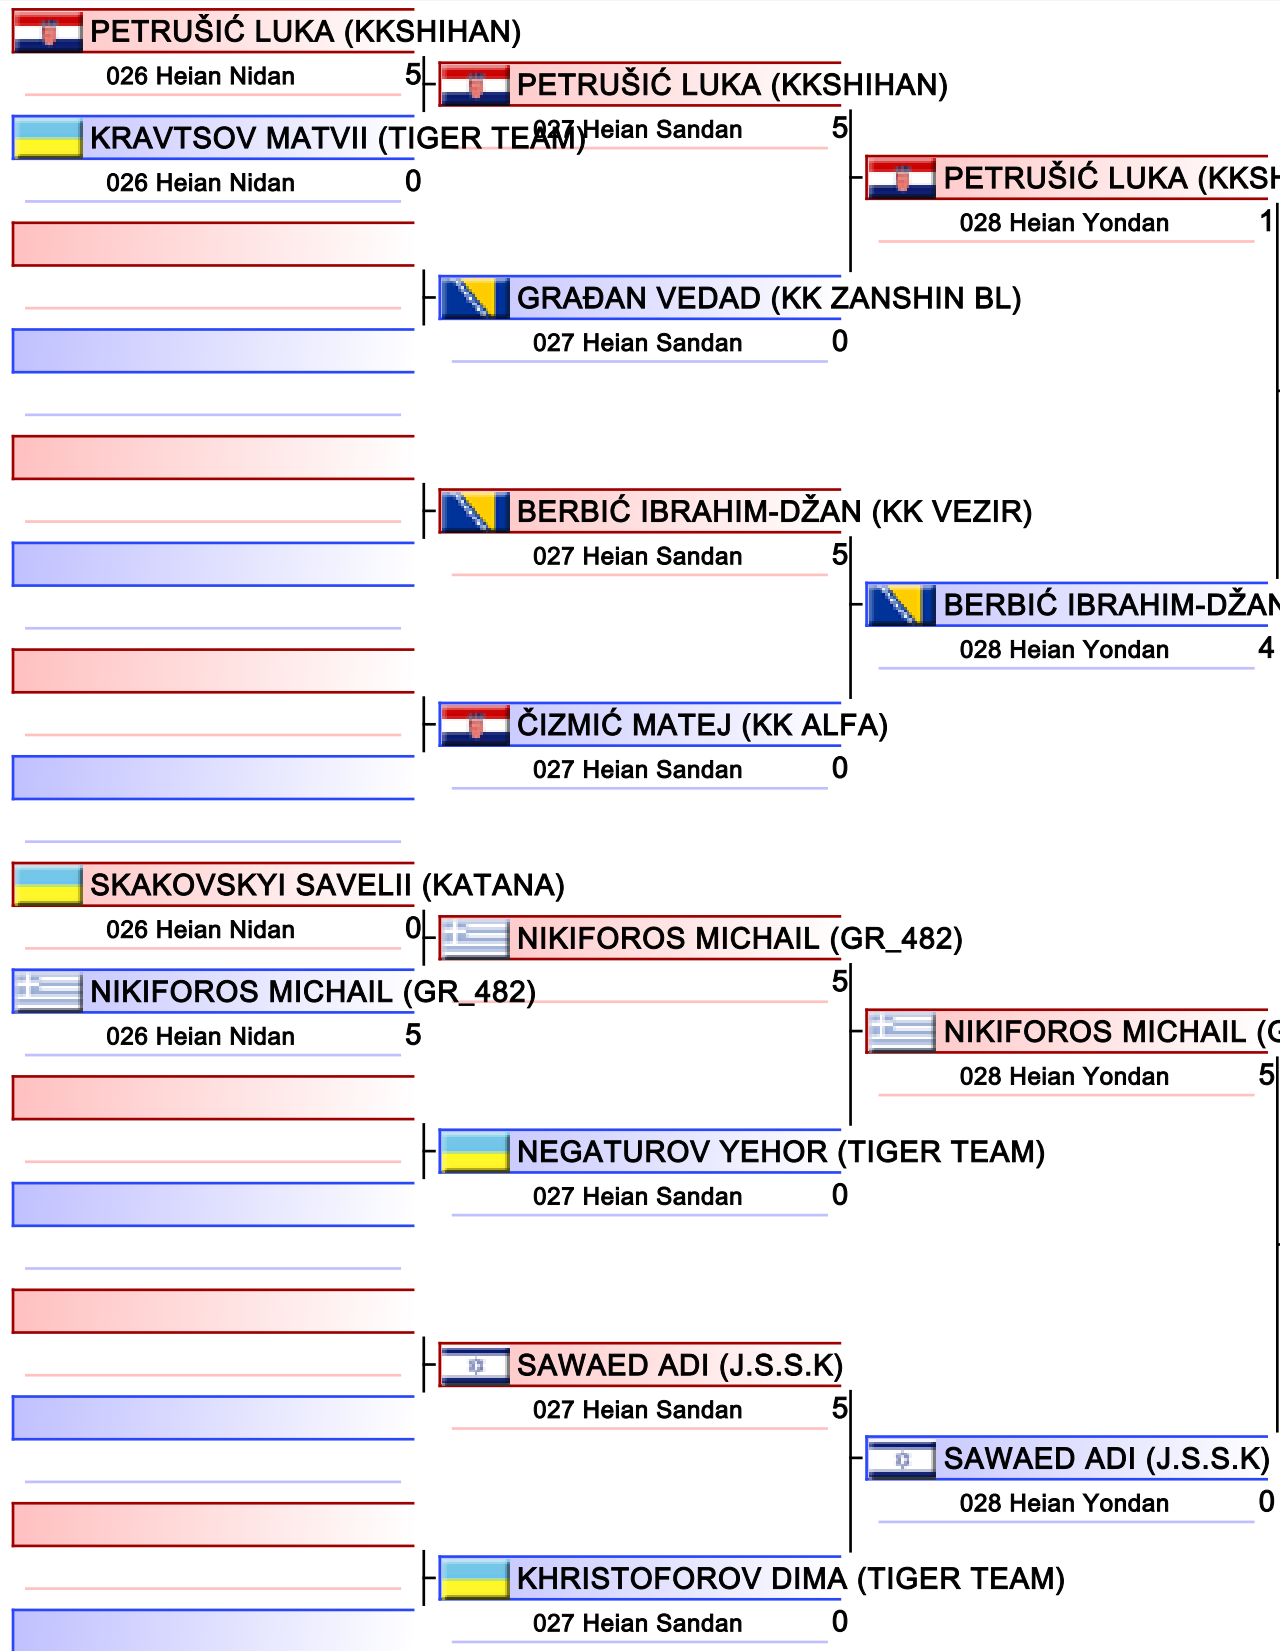 PETRUŠIĆ LUKA (KKSHIHAN)
026 Heian Nidan 5
KRAVTSOV MATVII (TIGER TEAM)
026 Heian Nidan 0
SKAKOVSKYI SAVELII (KATANA)
026 Heian Nidan 0
NIKIFOROS MICHAIL (GR_482)
026 Heian Nidan 5
PETRUŠIĆ LUKA (KKSHIHAN)
027 Heian Sandan 5
GRAĐAN VEDAD (KK ZANSHIN BL)
027 Heian Sandan 0
BERBIĆ IBRAHIM-DŽAN (KK VEZIR)
027 Heian Sandan 5
ČIZMIĆ MATEJ (KK ALFA)
027 Heian Sandan 0
NIKIFOROS MICHAIL (GR_482)
5
NEGATUROV YEHOR (TIGER TEAM)
027 Heian Sandan 0
SAWAED ADI (J.S.S.K)
027 Heian Sandan 5
KHRISTOFOROV DIMA (TIGER TEAM)
027 Heian Sandan 0
PETRUŠIĆ LUKA (KKSH
028 Heian Yondan 1
BERBIĆ IBRAHIM-DŽAN
028 Heian Yondan 4
NIKIFOROS MICHAIL (G
028 Heian Yondan 5
SAWAED ADI (J.S.S.K)
028 Heian Yondan 0